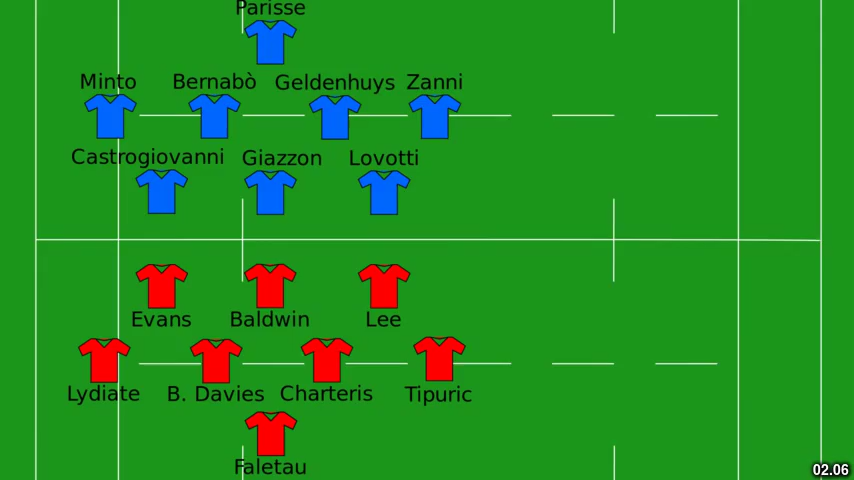 Parisse
Minto Bernabò Geldenhuys Zanni
Castrogiovanni Giazzon Lovotti
Evans Baldwin Lee
Lydiate B. Davies Charteris Tipuric
Faletau
02.06